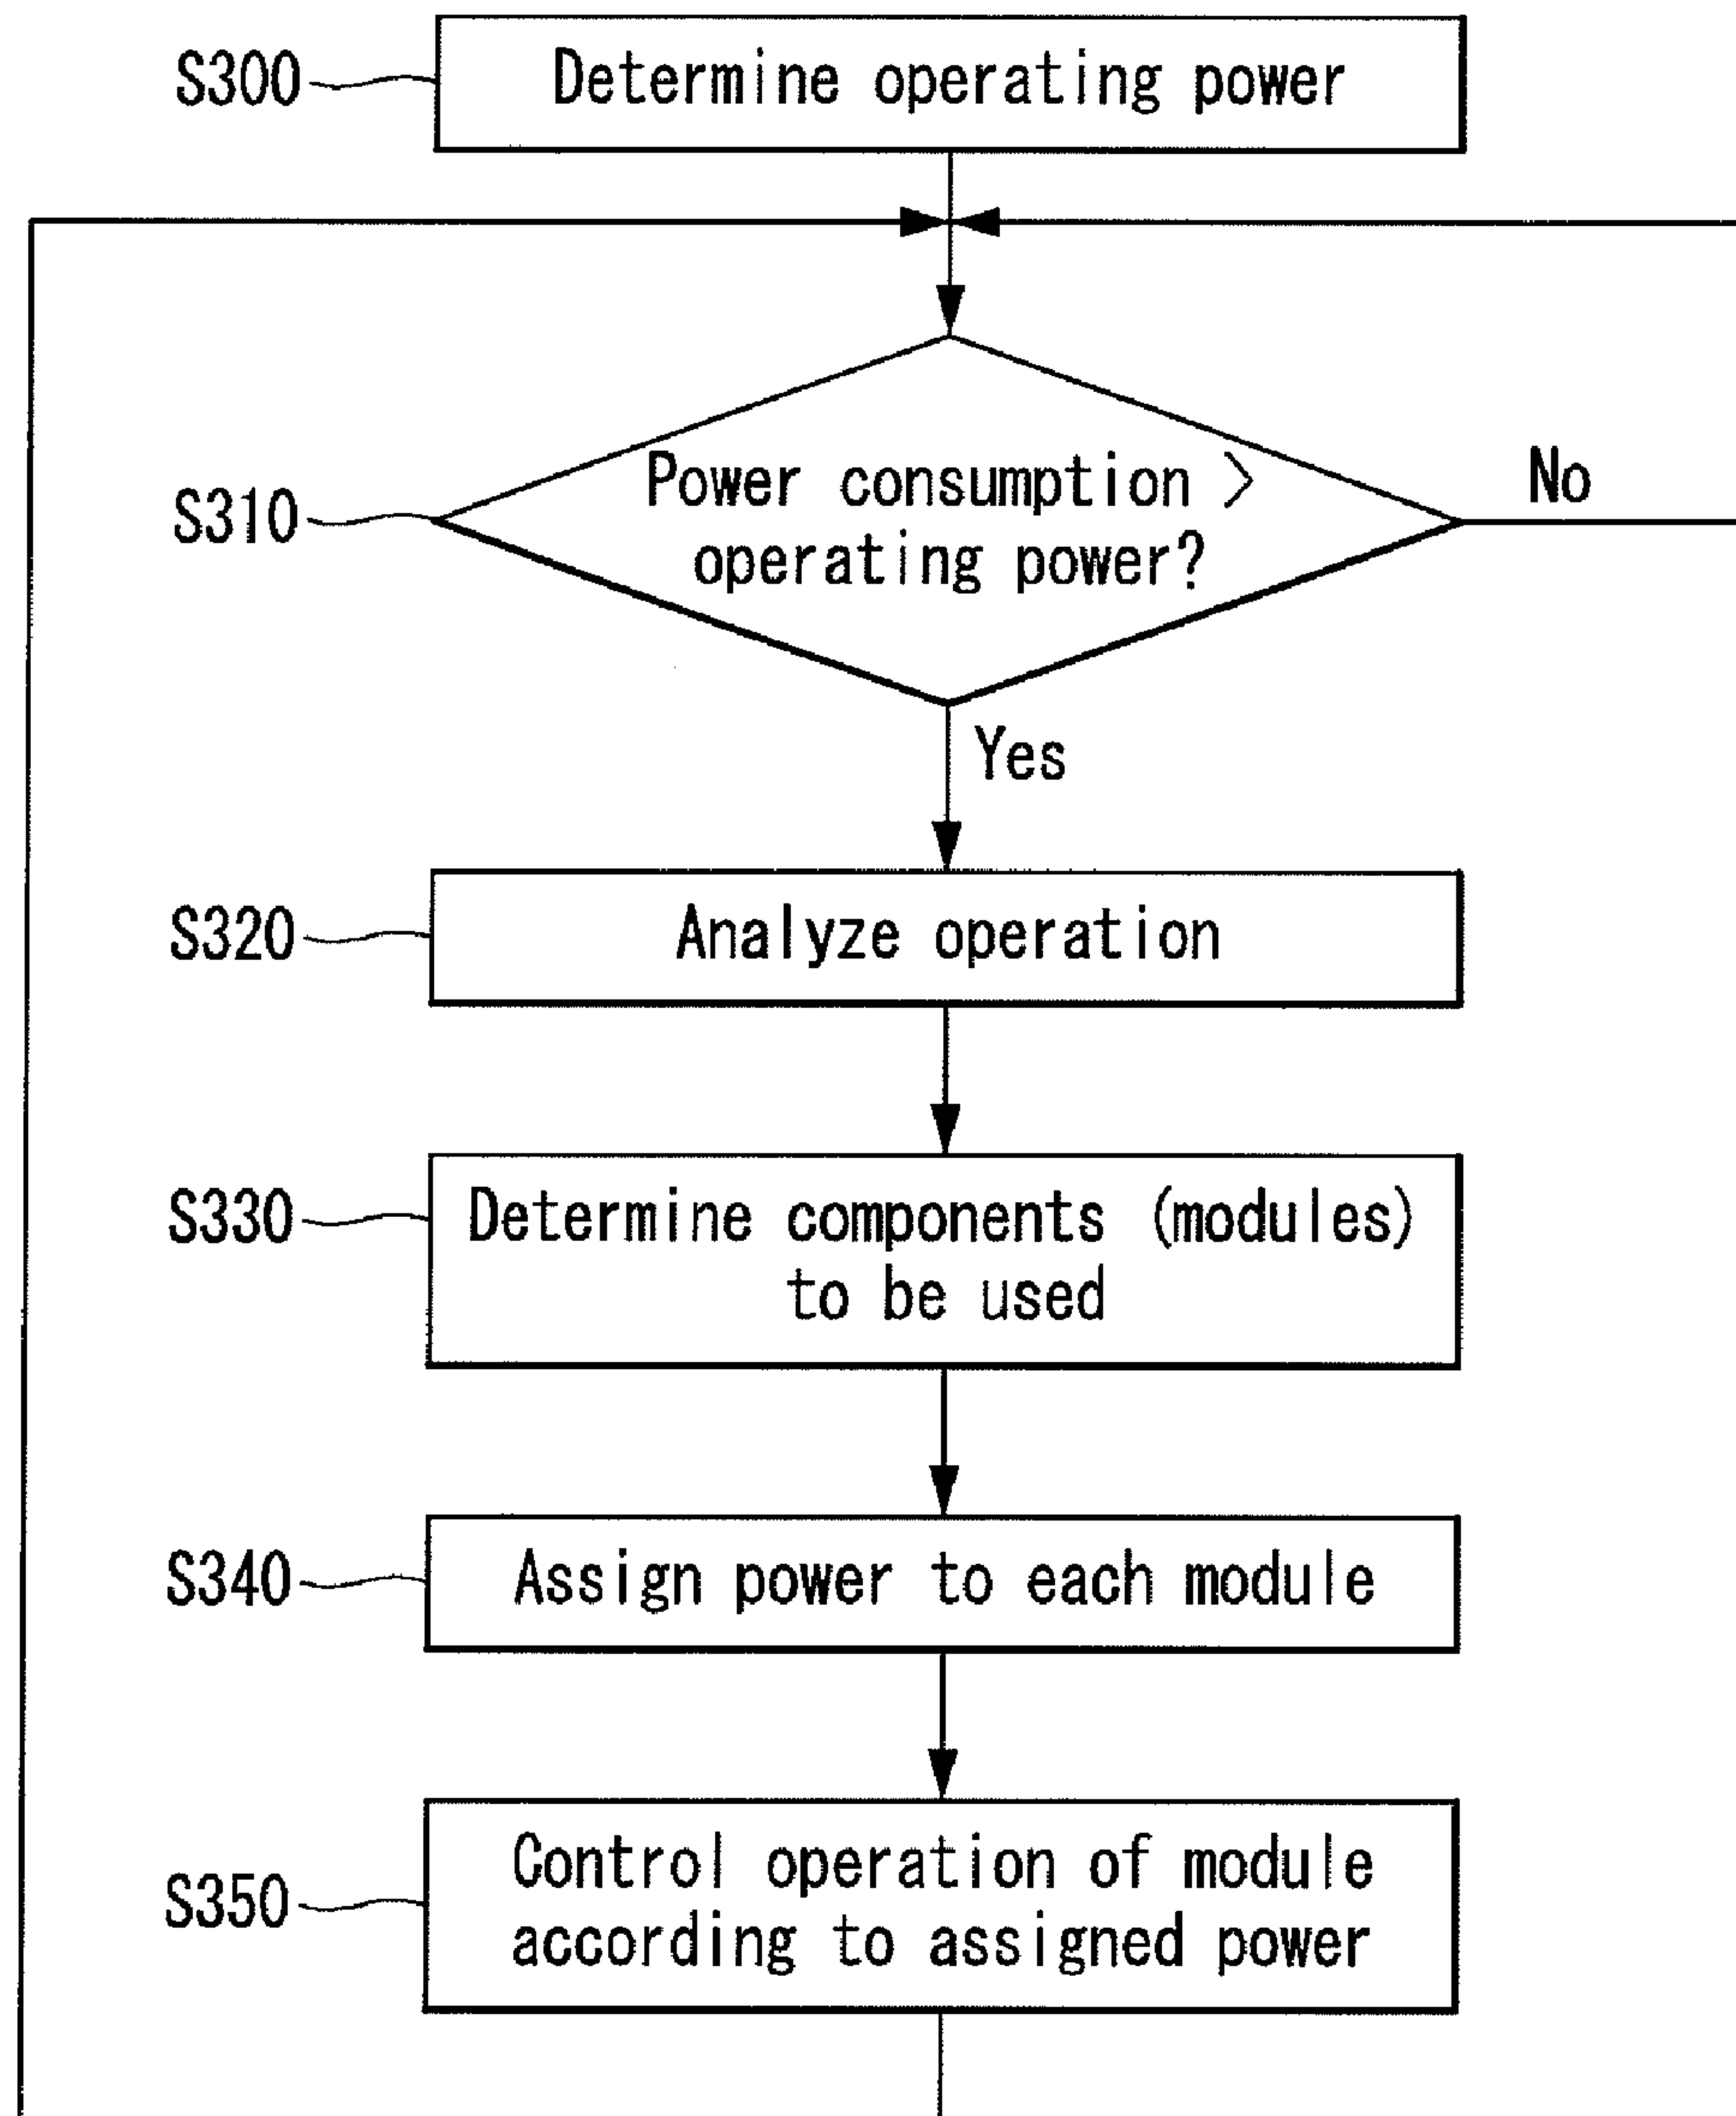 S300
Determine operating power
S310
Power consumption >
operating power?
No
Yes
S320
Analyze operation
S330
Determine components (modules)
to be used
S340
Assign power to each module
S350
Control operation of module
according to assigned power